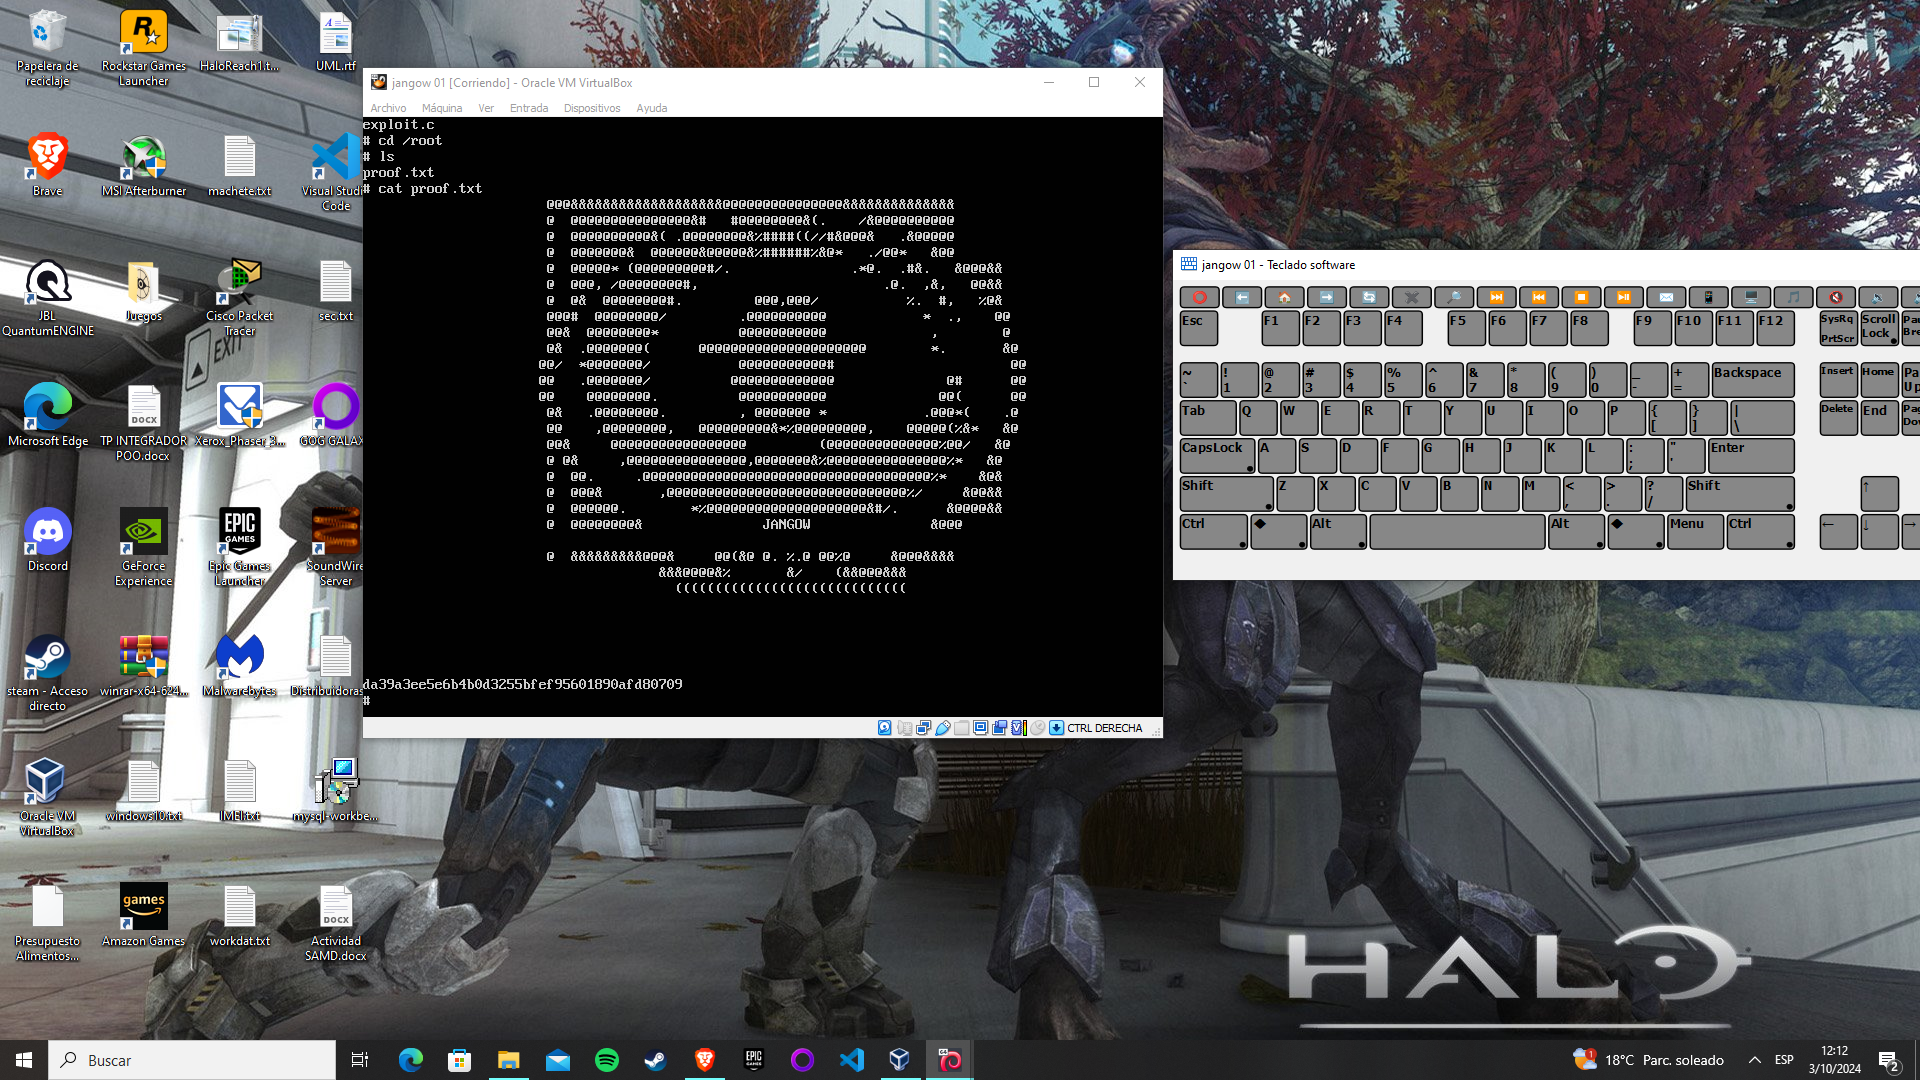 Papelera de
reciclaje
Rockstar Games
Launcher
HaloReach1.t...
UML.rtf
Brave
MSI Afterburner
machete.txt
Visual Studi
Code
JBL
QuantumENGINE
Juegos
Cisco Packet
Tracer
sec.txt
EXIT
Microsoft Edge
TP INTEGRADOR
POO.docx
Xerox_Phaser_3...
GOG GALAX
Discord
GeForce
Experience
Epic Games
Launcher
SoundWire
Server
steam - Acceso
directo
winrar-x64-624...
Malwarebytes
Distribuidoras
Oracle VM
VirtualBox
windows10.txt
IMEI.txt
mysql-workbe...
Presupuesto
Alimentos...
Amazon Games
workdat.txt
Actividad
SAMD.docx
jangow 01 [Corriendo] - Oracle VM VirtualBox
Archivo Máquina Ver Entrada Dispositivos Ayuda
exploit.c
# cd /root
# ls
proof.txt
# cat proof.txt
JANGOW
da39a3ee5e6b4b0d3255bfef95601890afd80709
#
CTRL DERECHA
jangow 01 - Teclado software
Esc F1 F2 F3 F4 F5 F6 F7 F8 F9 F10 F11 F12 SysRq PrtScr Scroll Lock
~ ` ! 1 @ 2 # 3 $ 4 % 5 ^ 6 & 7 * 8 ( 9 ) 0 _ - + = Backspace Insert Home
Tab Q W E R T Y U I O P { [ } ] | \ Delete End
CapsLock A S D F G H J K L : ; " ' Enter
Shift Z X C V B N M < , > . ? / Shift ↑
Ctrl ◆ Alt Alt ◆ Menu Ctrl ← ↓ →
HALO
Buscar
18°C Parc. soleado
ESP
12:12
3/10/2024
2